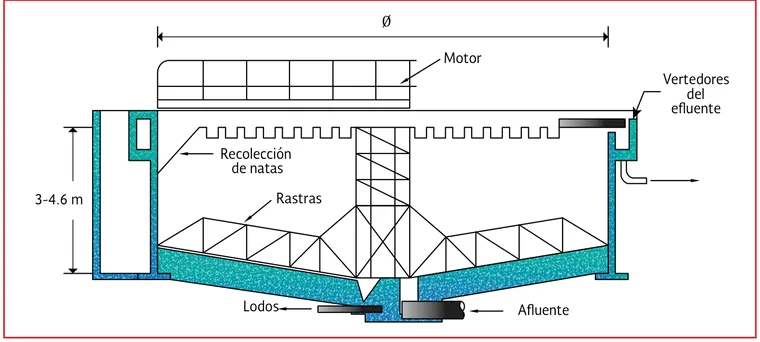 Ø
Motor
Vertedores
del
efluente
Recolección
de natas
3-4.6 m
Rastras
Lodos
Afluente